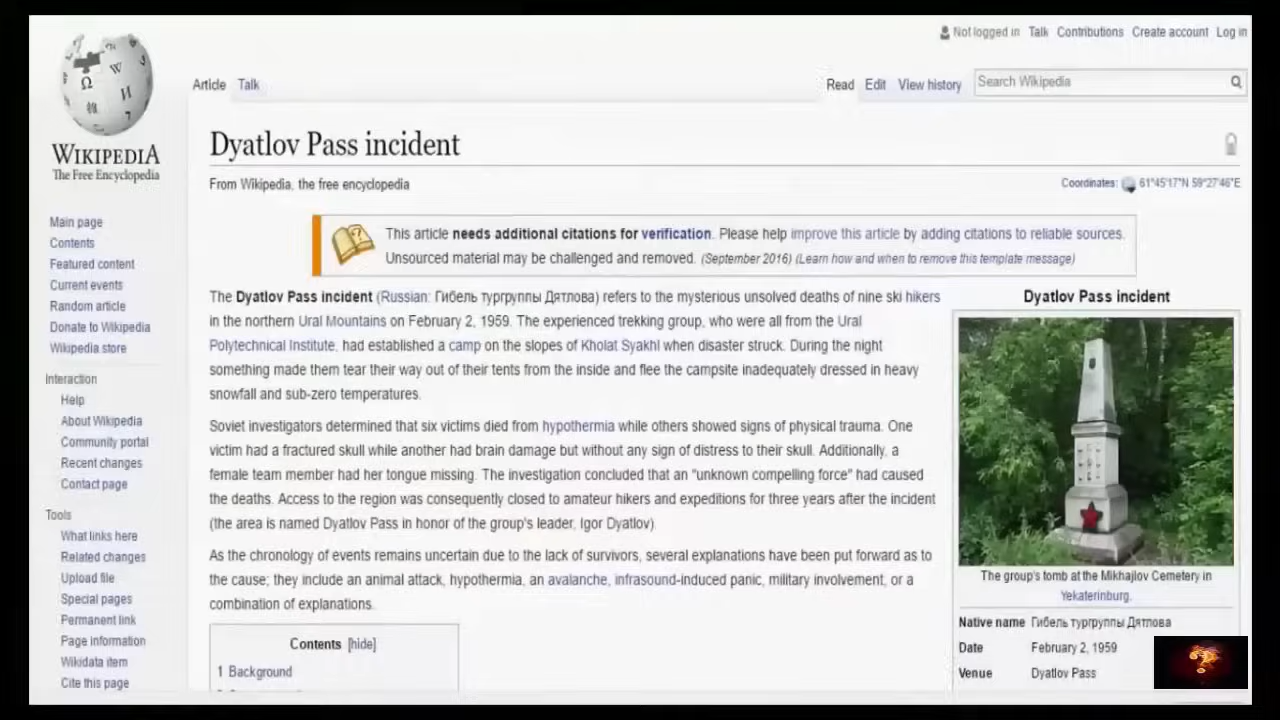 Not logged in Talk Contributions Create account Log in
Article Talk
Read Edit View history Search Wikipedia
WIKIPEDIA
The Free Encyclopedia
Main page
Contents
Featured content
Current events
Random article
Donate to Wikipedia
Wikipedia store
Interaction
Help
About Wikipedia
Community portal
Recent changes
Contact page
Tools
What links here
Related changes
Upload file
Special pages
Permanent link
Page information
Wikidata item
Cite this page
Dyatlov Pass incident
From Wikipedia, the free encyclopedia
Coordinates: 61°45′17″N 59°27′46″E
This article needs additional citations for verification. Please help improve this article by adding citations to reliable sources.
Unsourced material may be challenged and removed. (September 2016) (Learn how and when to remove this template message)
The Dyatlov Pass incident (Russian: Гибель тургруппы Дятлова) refers to the mysterious unsolved deaths of nine ski hikers
in the northern Ural Mountains on February 2, 1959. The experienced trekking group, who were all from the Ural
Polytechnical Institute, had established a camp on the slopes of Kholat Syakhl when disaster struck. During the night
something made them tear their way out of their tents from the inside and flee the campsite inadequately dressed in heavy
snowfall and sub-zero temperatures.
Soviet investigators determined that six victims died from hypothermia while others showed signs of physical trauma. One
victim had a fractured skull while another had brain damage but without any sign of distress to their skull. Additionally, a
female team member had her tongue missing. The investigation concluded that an "unknown compelling force" had caused
the deaths. Access to the region was consequently closed to amateur hikers and expeditions for three years after the incident
(the area is named Dyatlov Pass in honor of the group's leader, Igor Dyatlov).
As the chronology of events remains uncertain due to the lack of survivors, several explanations have been put forward as to
the cause; they include an animal attack, hypothermia, an avalanche, infrasound-induced panic, military involvement, or a
combination of explanations.
Contents [hide]
1 Background
Dyatlov Pass incident
The group's tomb at the Mikhajlov Cemetery in
Yekaterinburg.
Native name Гибель тургруппы Дятлова
Date February 2, 1959
Venue Dyatlov Pass